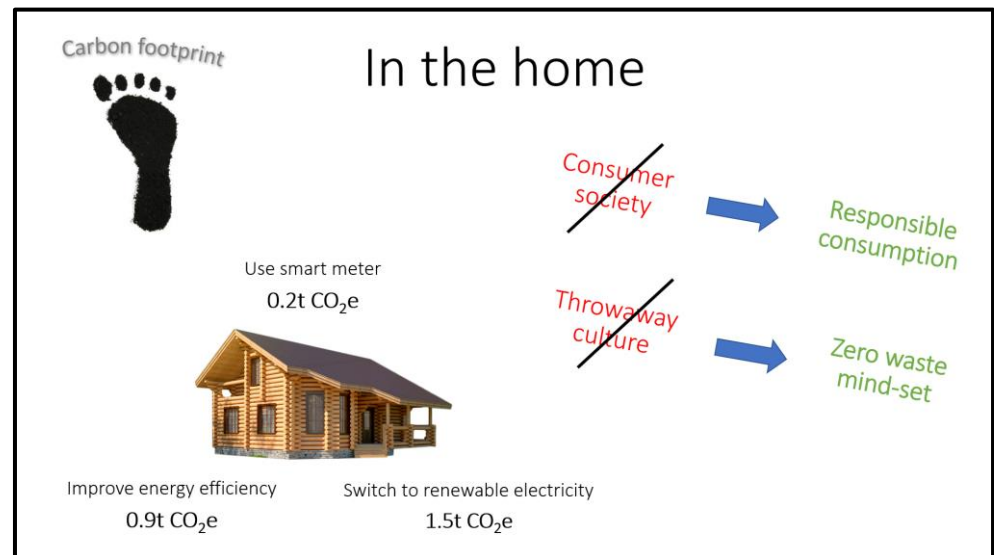 Carbon footprint
In the home
Consumer
society
Responsible
consumption
Throwaway
culture
Zero waste
mind-set
Use smart meter
0.2t CO₂e
Improve energy efficiency
0.9t CO₂e
Switch to renewable electricity
1.5t CO₂e